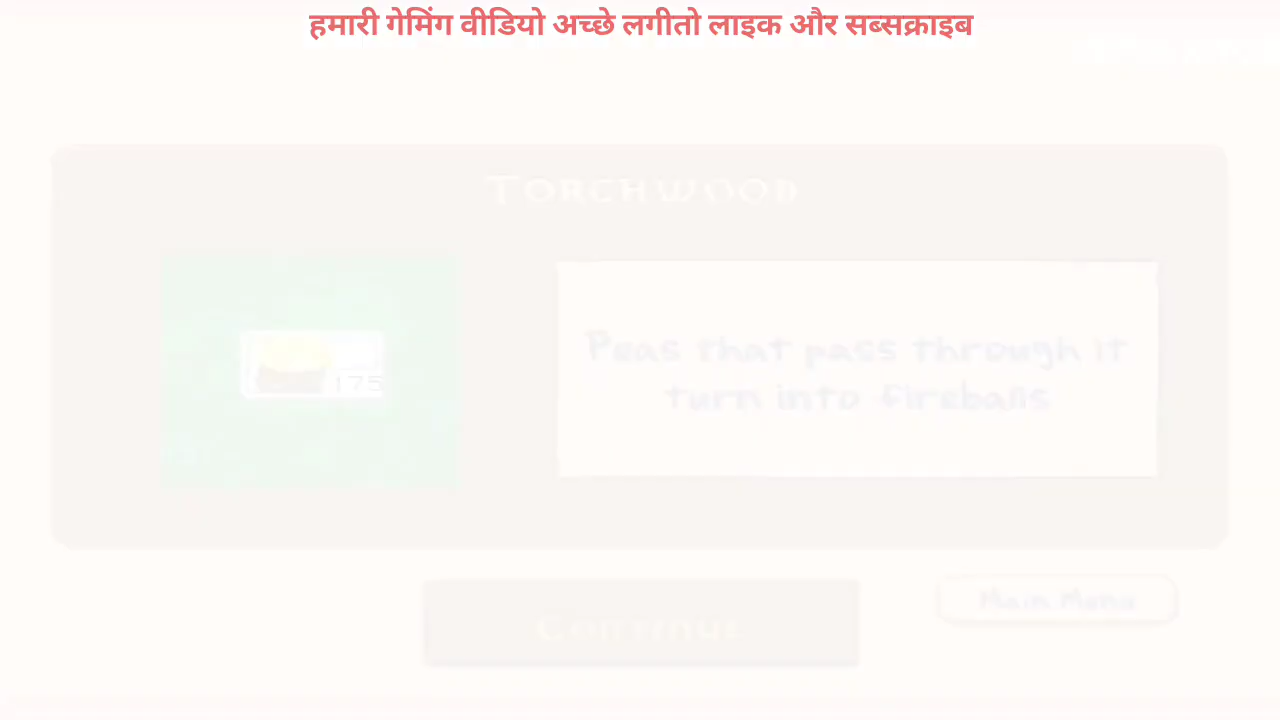 हमारी गेमिंग वीडियो अच्छे लगीतो लाइक और सब्सक्राइब
TORCHWOOD
175
Peas that pass through it
turn into fireballs
Continue
Main Menu